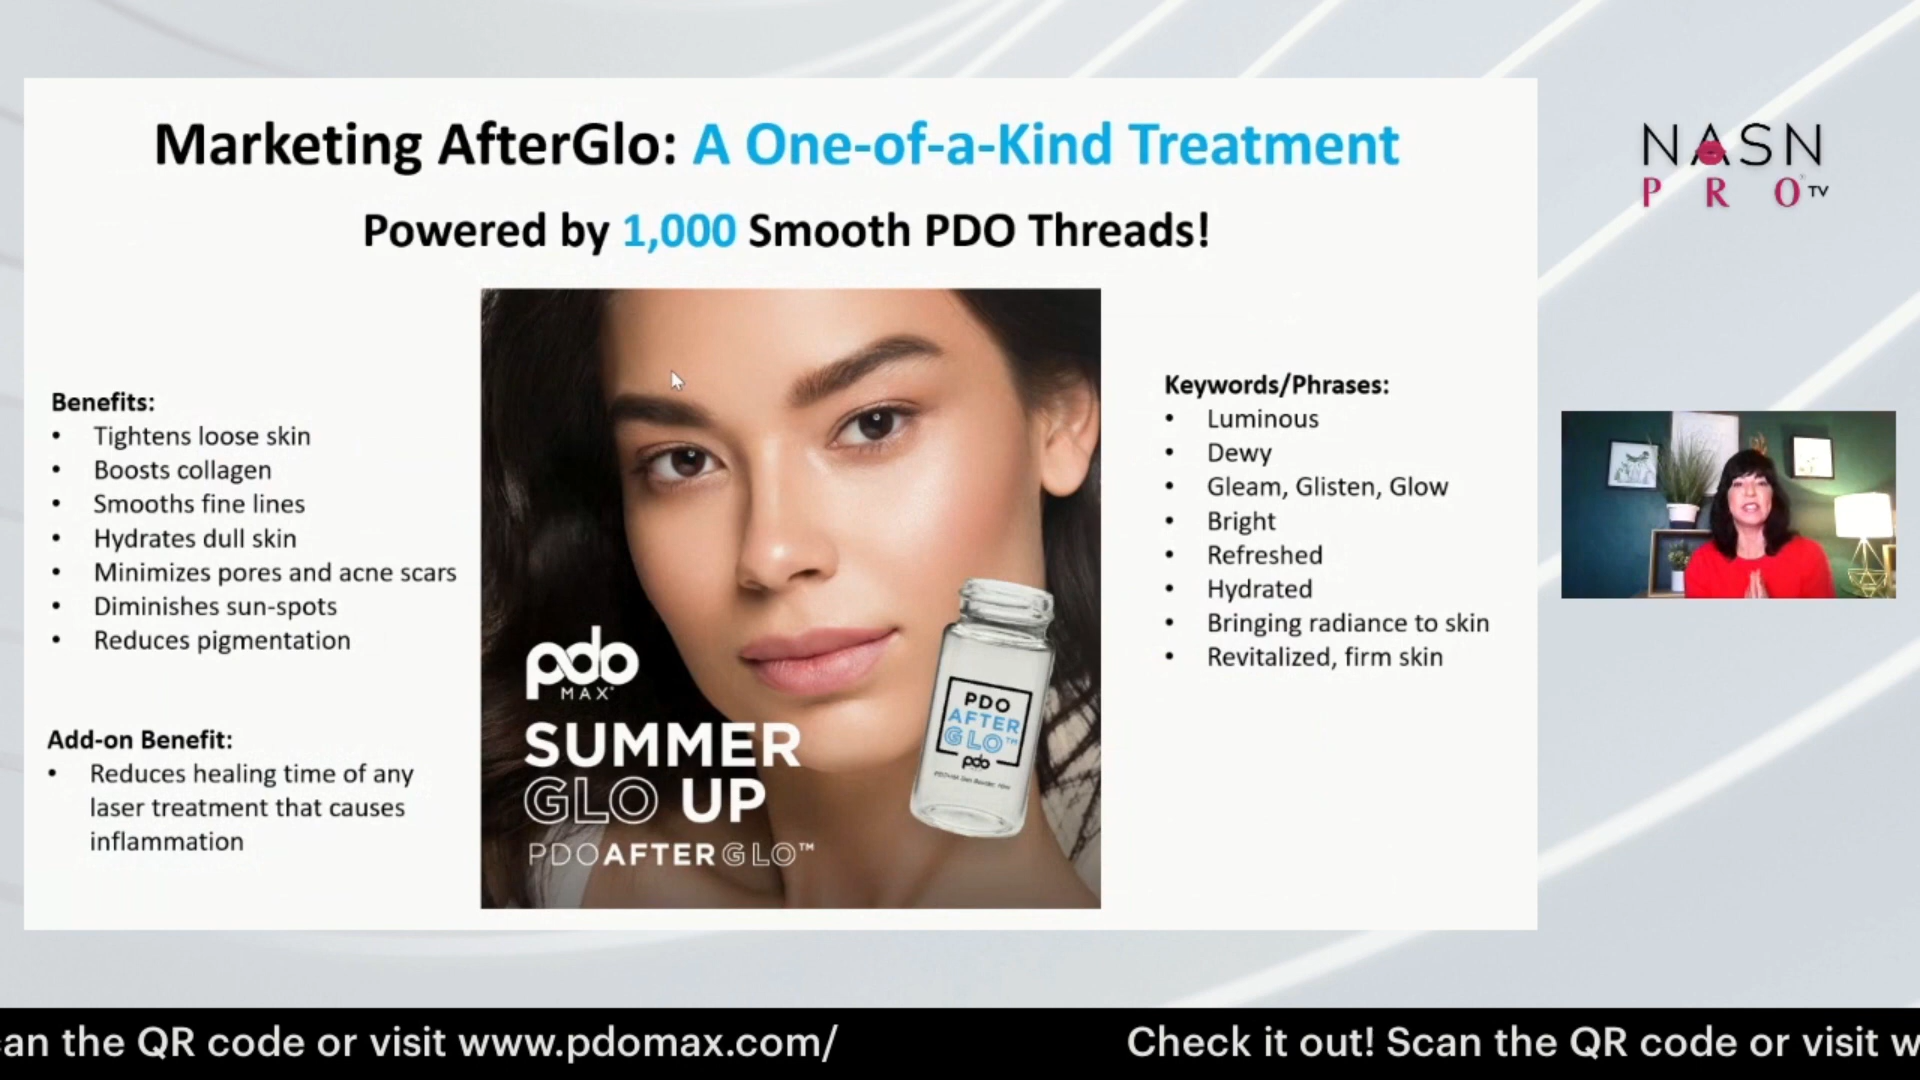 Marketing AfterGlo: A One-of-a-Kind Treatment
Powered by 1,000 Smooth PDO Threads!
NASN
PRO TV
Benefits:
• Tightens loose skin
• Boosts collagen
• Smooths fine lines
• Hydrates dull skin
• Minimizes pores and acne scars
• Diminishes sun-spots
• Reduces pigmentation
Add-on Benefit:
• Reduces healing time of any
laser treatment that causes
inflammation
pdo
MAX®
SUMMER
GLO UP
PDOAFTERGLO™
PDO
AFTER
GLO™
pdo
Keywords/Phrases:
• Luminous
• Dewy
• Gleam, Glisten, Glow
• Bright
• Refreshed
• Hydrated
• Bringing radiance to skin
• Revitalized, firm skin
an the QR code or visit www.pdomax.com/
Check it out! Scan the QR code or visit w